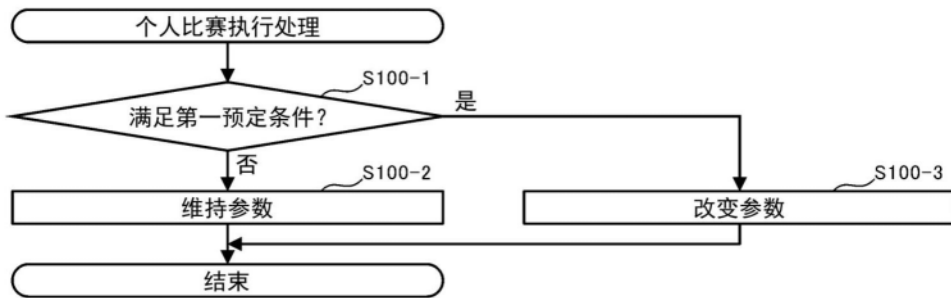 个人比赛执行处理
S100-1
满足第一预定条件?
是
否
S100-2
S100-3
维持参数
改变参数
结束